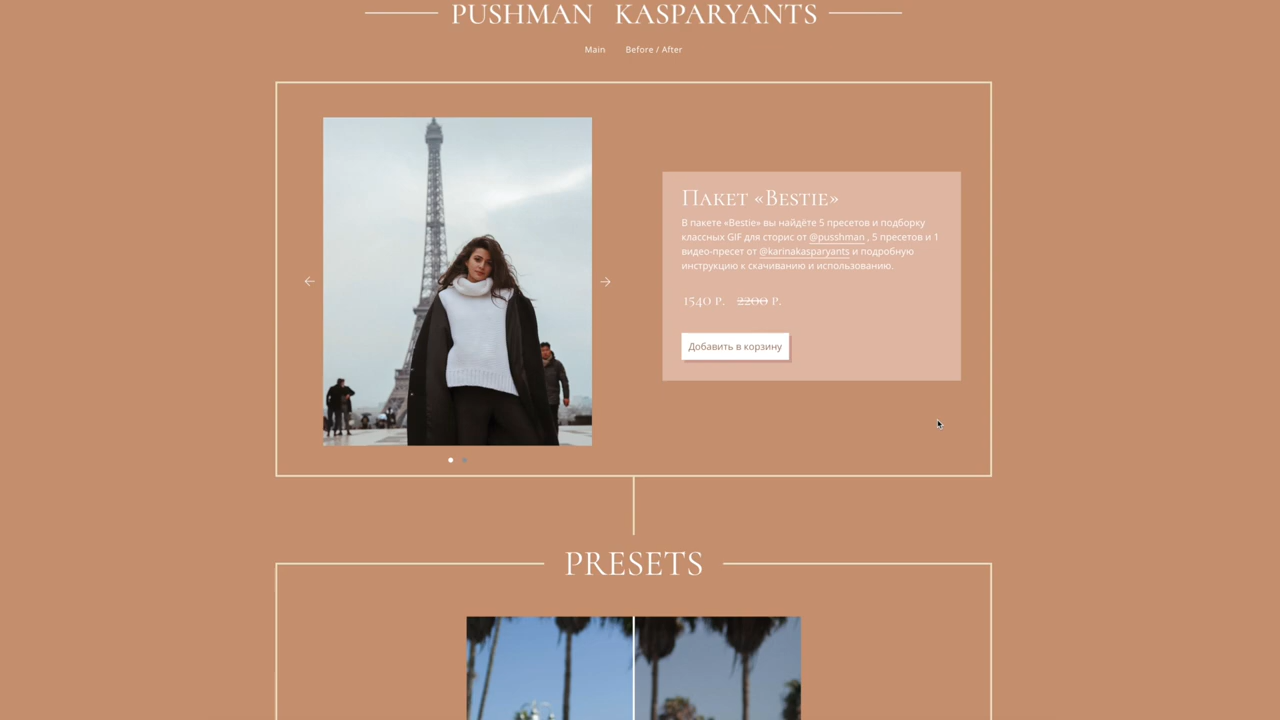 PUSHMAN KASPARYANTS
Main Before / After
Пакет «Bestie»
В пакете «Bestie» вы найдёте 5 пресетов и подборку
классных GIF для сторис от @pusshman , 5 пресетов и 1
видео-пресет от @karinakasparyants и подробную
инструкцию к скачиванию и использованию.
1540 р. 2200 р.
Добавить в корзину
PRESETS